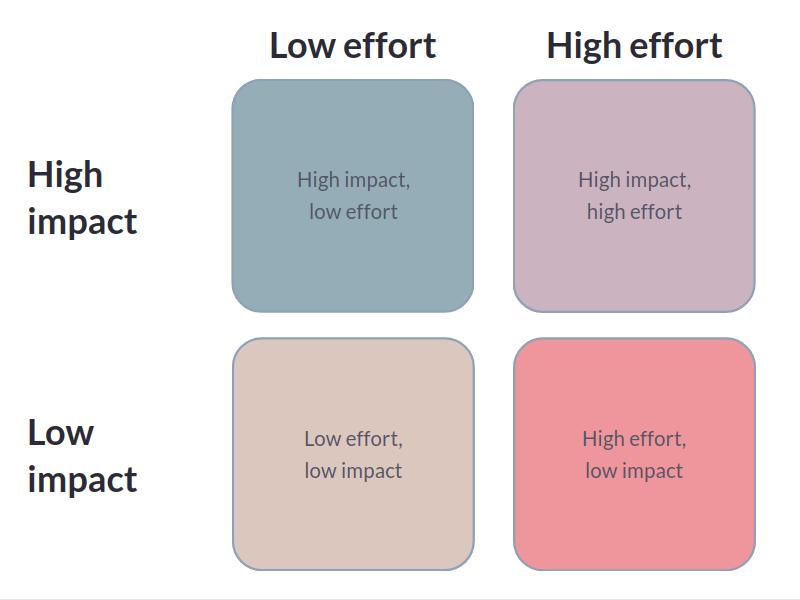 Low effort
High effort
High
impact
High impact,
low effort
High impact,
high effort
Low
impact
Low effort,
low impact
High effort,
low impact